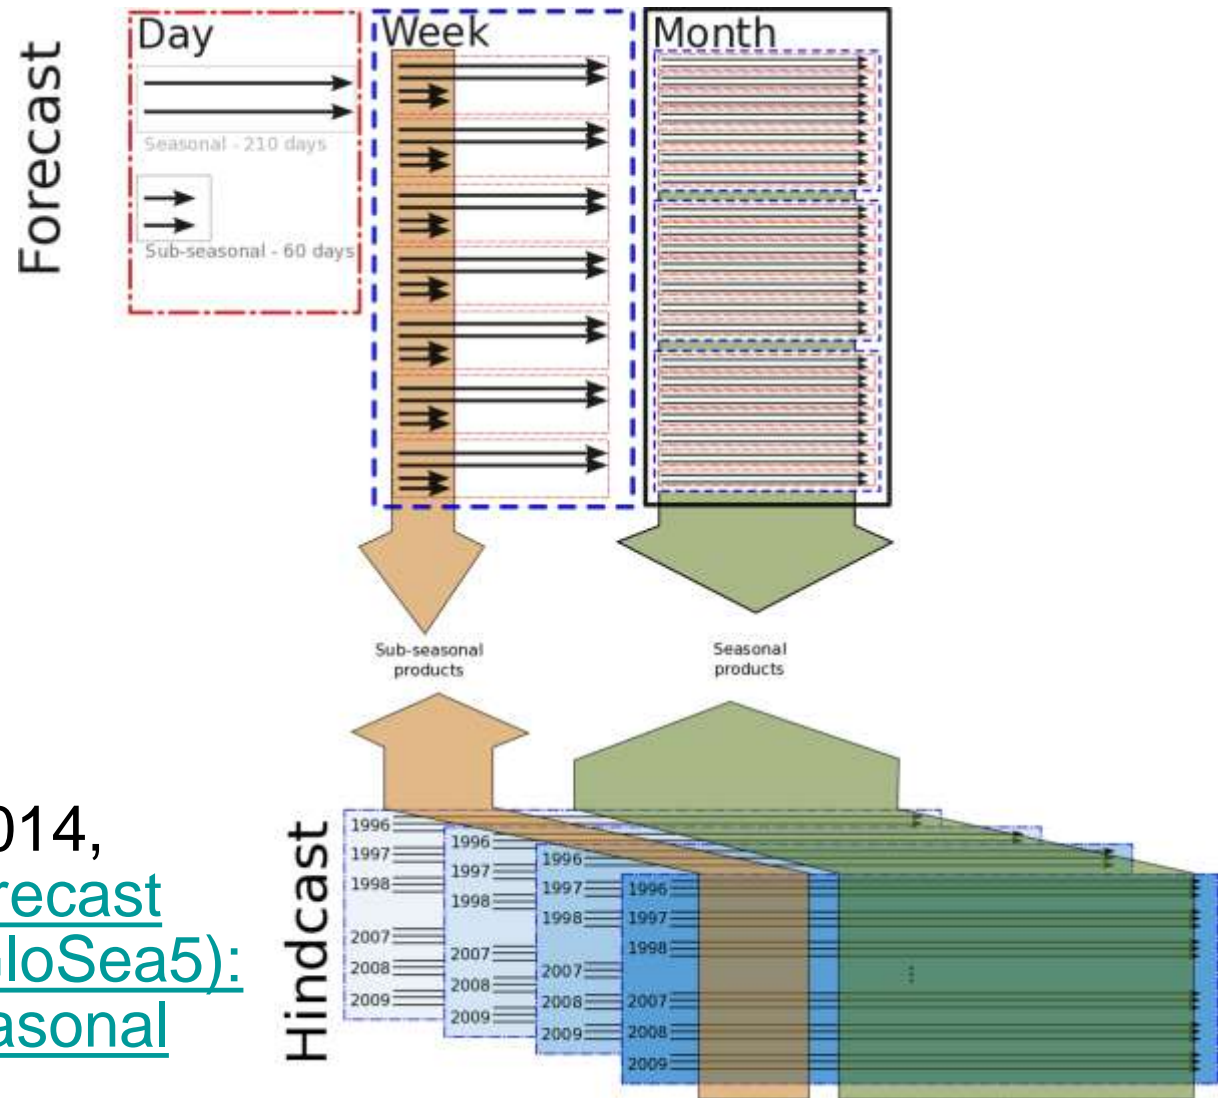 Forecast
Day
Seasonal - 210 days
Sub-seasonal - 60 days
Week
Month
Sub-seasonal
products
Seasonal
products
014,
recast
GloSea5):
asonal
Hindcast
1996
1997
1998
2007
2008
2009
1996
1997
1998
2007
2008
2009
1996
1997
1998
2007
2008
2009
1996
1997
1998
⋮
2007
2008
2009